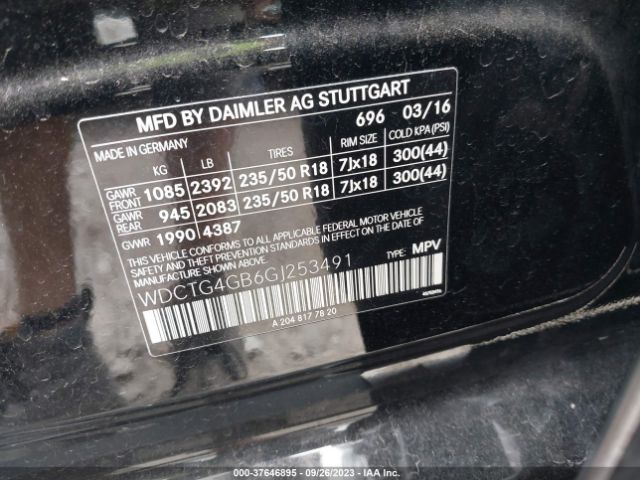 MFD BY DAIMLER AG STUTTGART
MADE IN GERMANY 696 03/16
KG LB TIRES RIM SIZE COLD KPA (PSI)
GAWR FRONT 1085 2392 235/50 R18 7Jx18 300(44)
GAWR REAR 945 2083 235/50 R18 7Jx18 300(44)
GVWR 1990 4387
THIS VEHICLE CONFORMS TO ALL APPLICABLE FEDERAL MOTOR VEHICLE
SAFETY AND THEFT PREVENTION STANDARDS IN EFFECT ON THE DATE OF
MANUFACTURE SHOWN ABOVE.
WDCTG4GB6GJ253491 TYPE: MPV
A 204 817 78 20
000-37646895 - 09/26/2023 - IAA Inc.